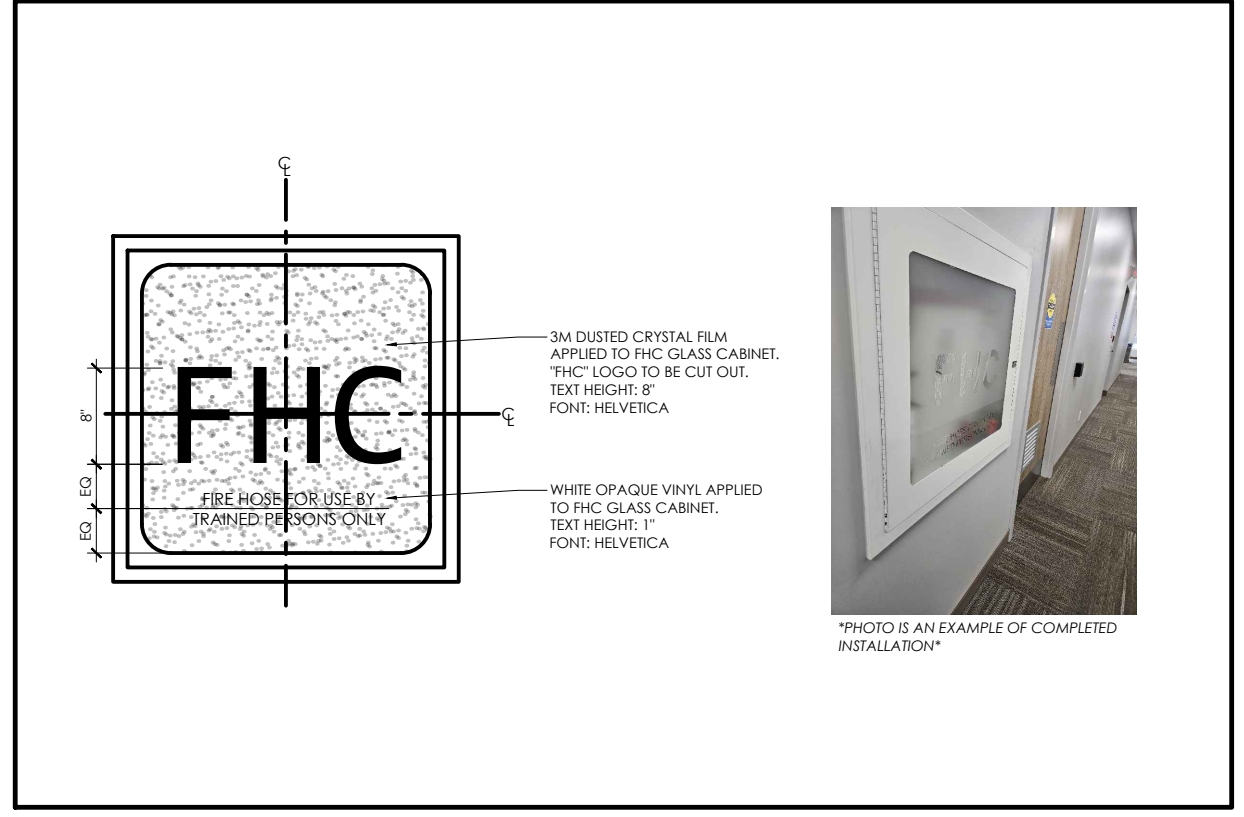 ℄
FHC
8"
℄
EQ
EQ
FIRE HOSE FOR USE BY
TRAINED PERSONS ONLY
3M DUSTED CRYSTAL FILM
APPLIED TO FHC GLASS CABINET.
"FHC" LOGO TO BE CUT OUT.
TEXT HEIGHT: 8"
FONT: HELVETICA
WHITE OPAQUE VINYL APPLIED
TO FHC GLASS CABINET.
TEXT HEIGHT: 1"
FONT: HELVETICA
FHC
*PHOTO IS AN EXAMPLE OF COMPLETED
INSTALLATION*